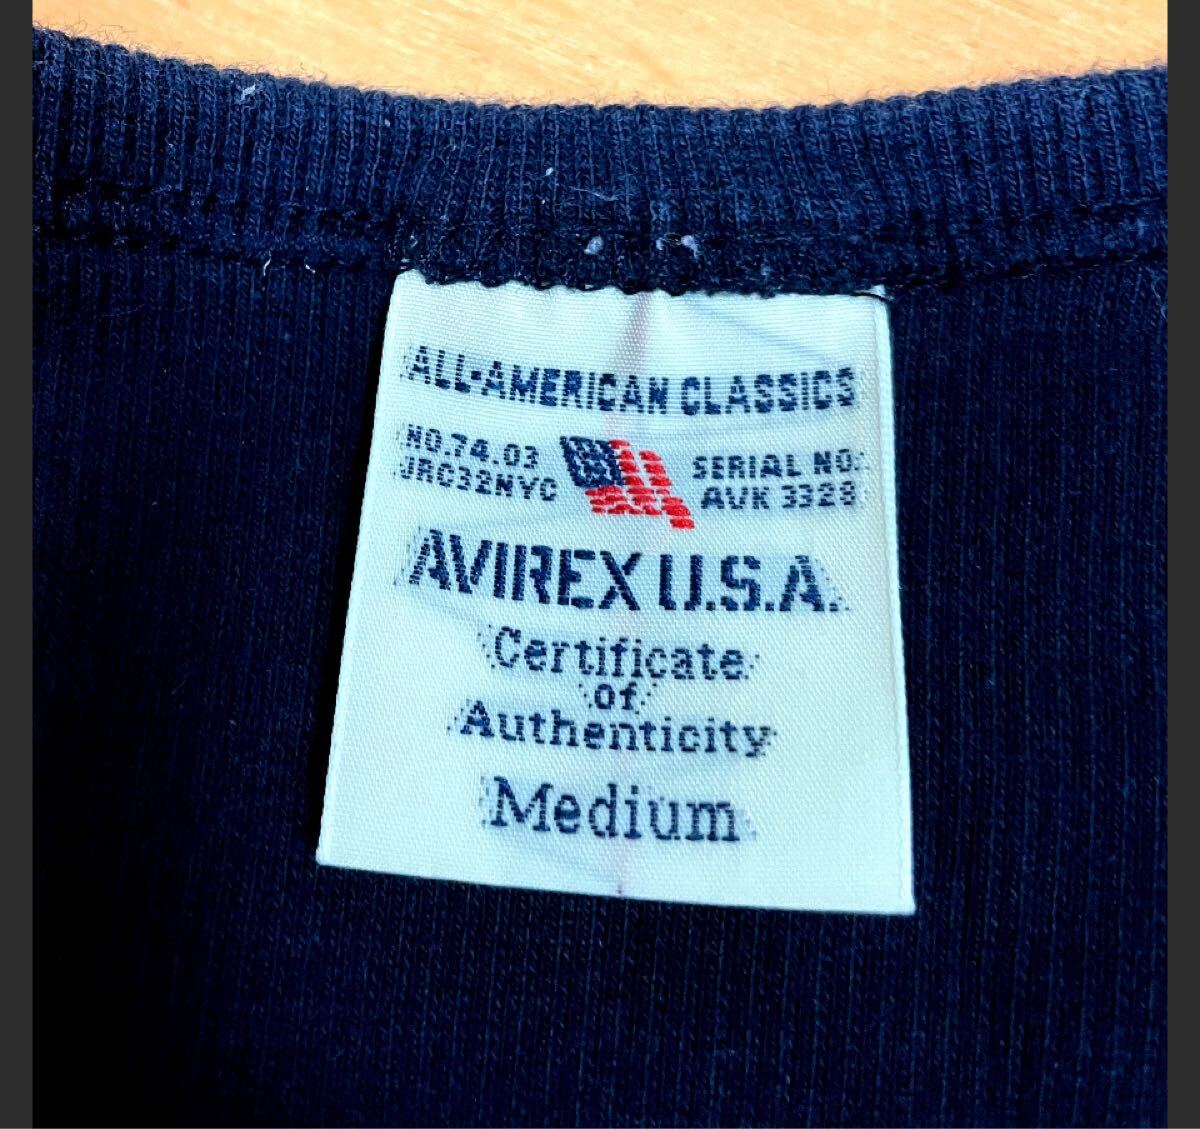 ALL-AMERICAN CLASSICS
NO.74.03
JRC32NYC
SERIAL NO.
AVK 3328
AVIREX U.S.A.
Certificate
of
Authenticity
Medium